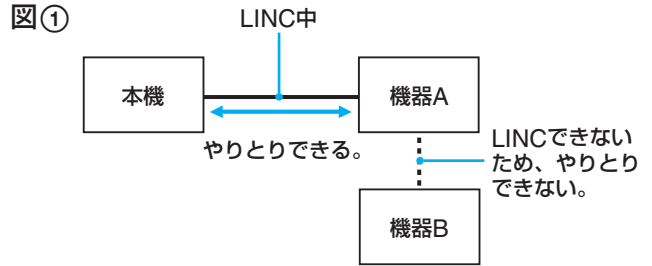 図①
LINC中
本機
機器A
やりとりできる。
LINCできない
ため、やりとり
できない。
機器B